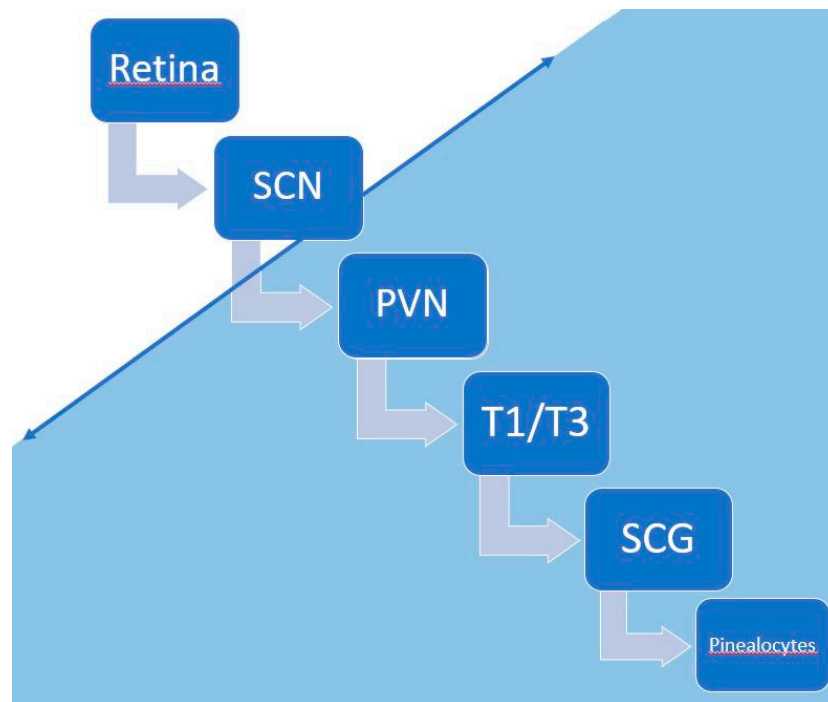 Retina
SCN
PVN
T1/T3
SCG
Pinealocytes